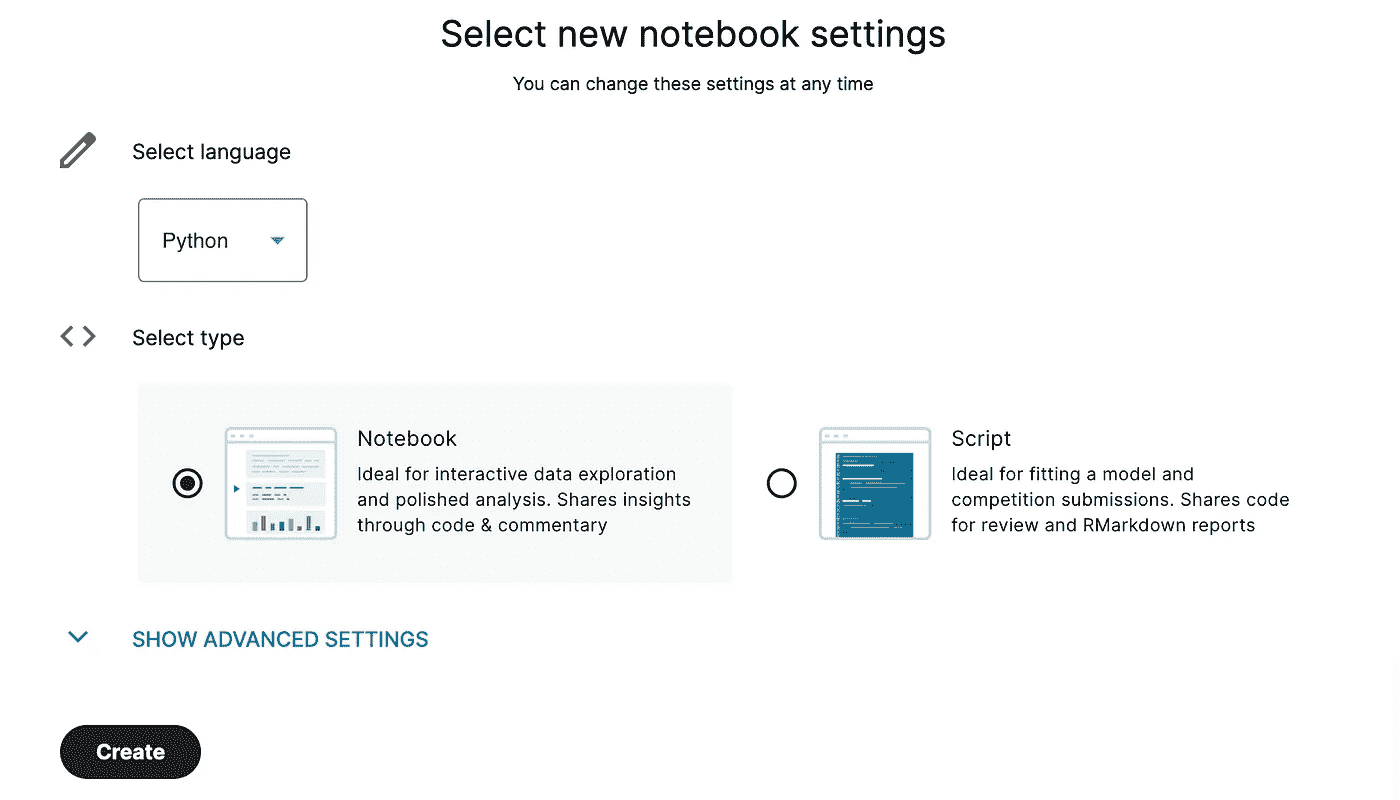 Select new notebook settings
You can change these settings at any time
Select language
Python
Select type
Notebook
Ideal for interactive data exploration
and polished analysis. Shares insights
through code & commentary
Script
Ideal for fitting a model and
competition submissions. Shares code
for review and RMarkdown reports
SHOW ADVANCED SETTINGS
Create